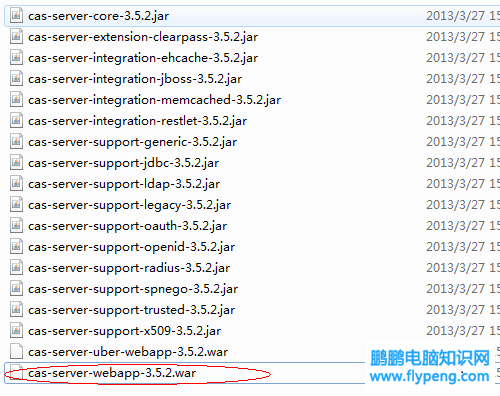 cas-server-core-3.5.2.jar 2013/3/27 15
cas-server-extension-clearpass-3.5.2.jar 2013/3/27 15
cas-server-integration-ehcache-3.5.2.jar 2013/3/27 15
cas-server-integration-jboss-3.5.2.jar 2013/3/27 15
cas-server-integration-memcached-3.5.2.jar 2013/3/27 15
cas-server-integration-restlet-3.5.2.jar 2013/3/27 15
cas-server-support-generic-3.5.2.jar 2013/3/27 15
cas-server-support-jdbc-3.5.2.jar 2013/3/27 15
cas-server-support-ldap-3.5.2.jar 2013/3/27 15
cas-server-support-legacy-3.5.2.jar 2013/3/27 15
cas-server-support-oauth-3.5.2.jar 2013/3/27 15
cas-server-support-openid-3.5.2.jar 2013/3/27 15
cas-server-support-radius-3.5.2.jar 2013/3/27 15
cas-server-support-spnego-3.5.2.jar 2013/3/27 15
cas-server-support-trusted-3.5.2.jar 2013/3/27 15
cas-server-support-x509-3.5.2.jar 2013/3/27 15
cas-server-uber-webapp-3.5.2.war
cas-server-webapp-3.5.2.war
鹏鹏电脑知识网
www.flypeng.com